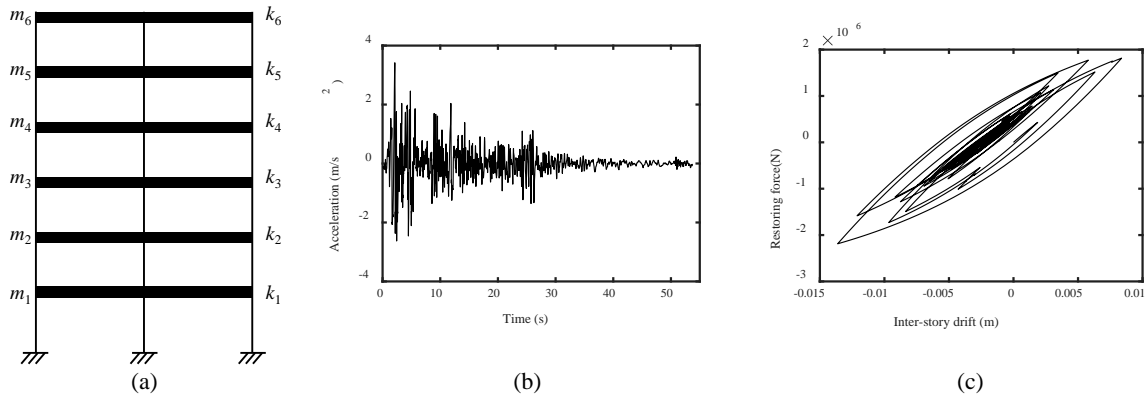 m6 k6
m5 k5
m4 k4
m3 k3
m2 k2
m1 k1
(a)
4
2
0
-2
-4
Acceleration (m/s 2 )
0 10 20 30 40 50
Time (s)
(b)
× 10 6
2
1
0
-1
-2
-3
Restoring force(N)
-0.015 -0.01 -0.005 0 0.005 0.01
Inter-story drift (m)
(c)